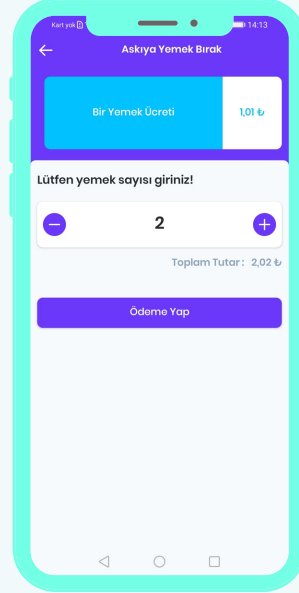 Kart yok 14:13
Askıya Yemek Bırak
Bir Yemek Ücreti 1,01 ₺
Lütfen yemek sayısı giriniz!
2
Toplam Tutar : 2,02 ₺
Ödeme Yap